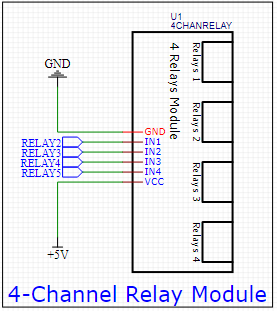 U1
4CHANRELAY
4 Relays Module
Relays 1
Relays 2
Relays 3
Relays 4
GND
GND
RELAY2 IN1
RELAY3 IN2
RELAY4 IN3
RELAY5 IN4
VCC
+5V
4-Channel Relay Module